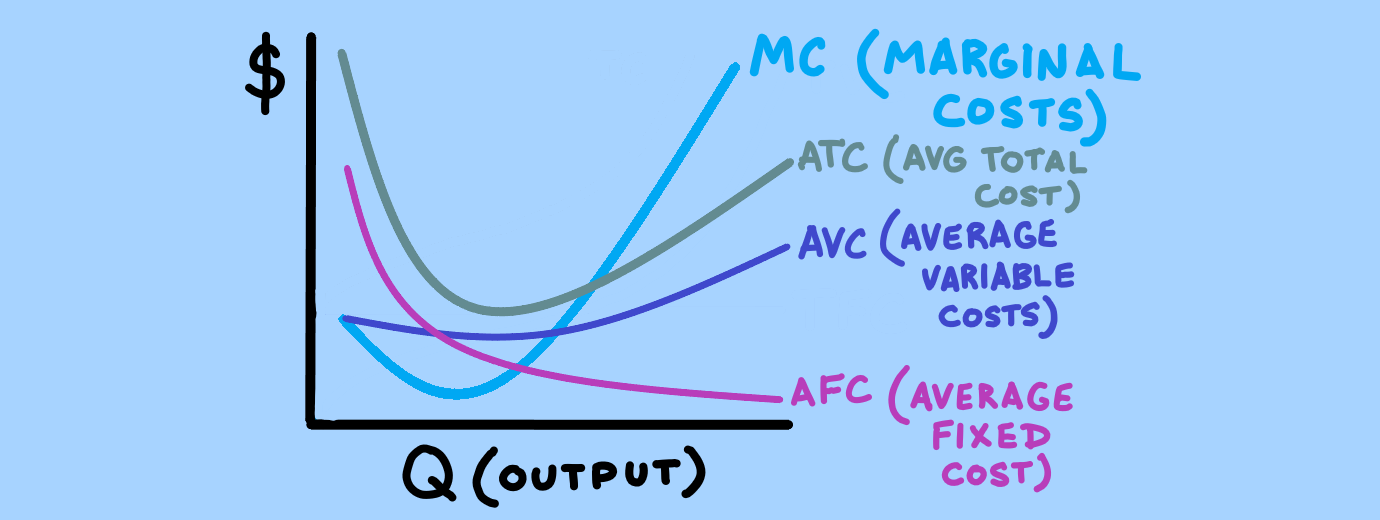 $
MC (MARGINAL
COSTS)
ATC (AVG TOTAL
COST)
AVC (AVERAGE
VARIABLE
COSTS)
AFC (AVERAGE
FIXED
COST)
Q (OUTPUT)